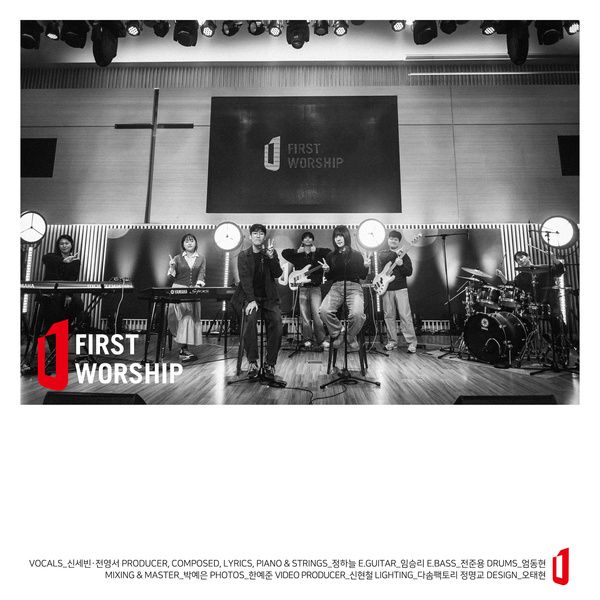 FIRST
WORSHIP
YAMAHA
FIRST
WORSHIP
VOCALS_신세빈·전영서 PRODUCER, COMPOSED, LYRICS, PIANO & STRINGS_정하늘 E.GUITAR_임승리 E.BASS_전준용 DRUMS_엄동현
MIXING & MASTER_박예은 PHOTOS_한예준 VIDEO PRODUCER_신현철 LIGHTING_다솜팩토리 정명교 DESIGN_오태현